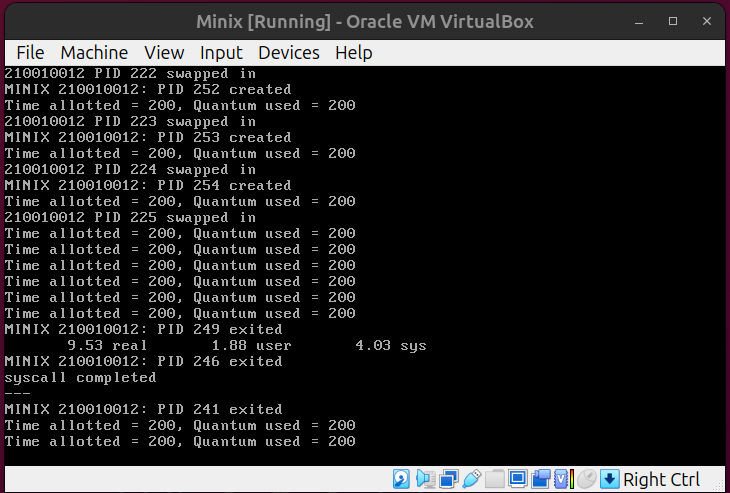 Minix [Running] - Oracle VM VirtualBox
File Machine View Input Devices Help
210010012 PID 222 swapped in
MINIX 210010012: PID 252 created
Time allotted = 200, Quantum used = 200
210010012 PID 223 swapped in
MINIX 210010012: PID 253 created
Time allotted = 200, Quantum used = 200
210010012 PID 224 swapped in
MINIX 210010012: PID 254 created
Time allotted = 200, Quantum used = 200
210010012 PID 225 swapped in
Time allotted = 200, Quantum used = 200
Time allotted = 200, Quantum used = 200
Time allotted = 200, Quantum used = 200
Time allotted = 200, Quantum used = 200
Time allotted = 200, Quantum used = 200
Time allotted = 200, Quantum used = 200
MINIX 210010012: PID 249 exited
9.53 real 1.88 user 4.03 sys
MINIX 210010012: PID 246 exited
syscall completed
---
MINIX 210010012: PID 241 exited
Time allotted = 200, Quantum used = 200
Time allotted = 200, Quantum used = 200
Right Ctrl